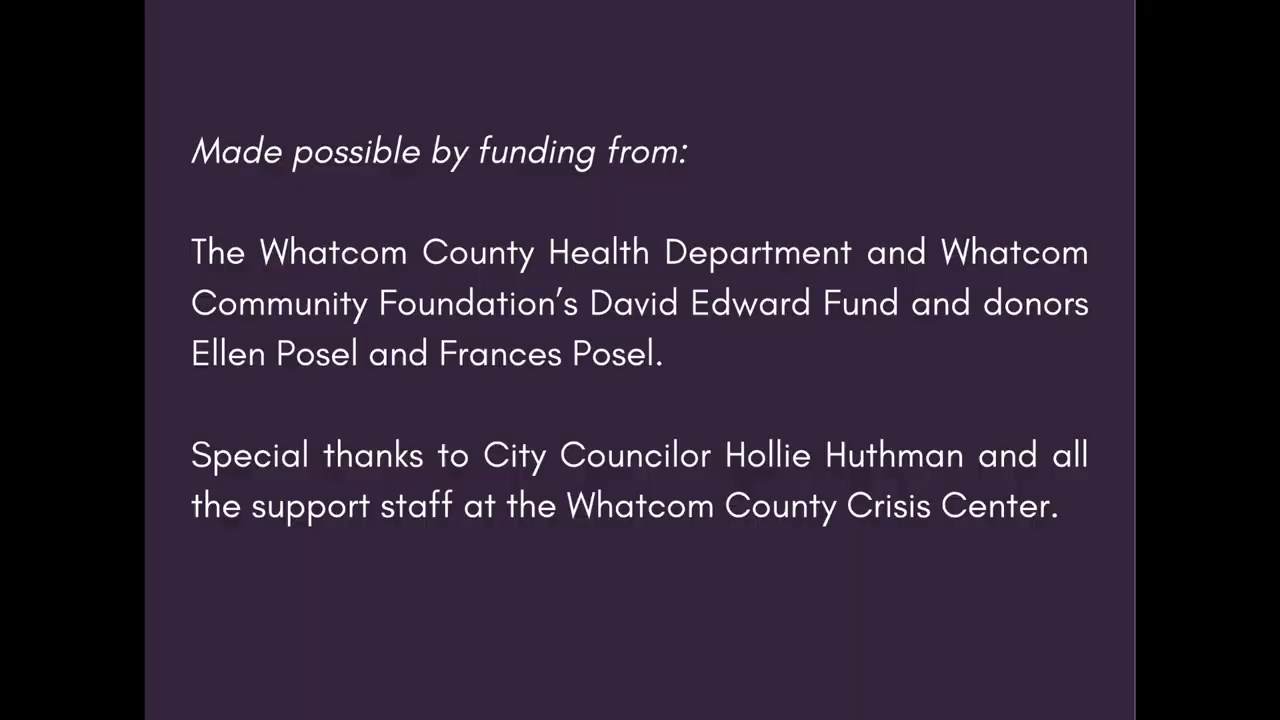 Made possible by funding from:
The Whatcom County Health Department and Whatcom
Community Foundation’s David Edward Fund and donors
Ellen Posel and Frances Posel.
Special thanks to City Councilor Hollie Huthman and all
the support staff at the Whatcom County Crisis Center.